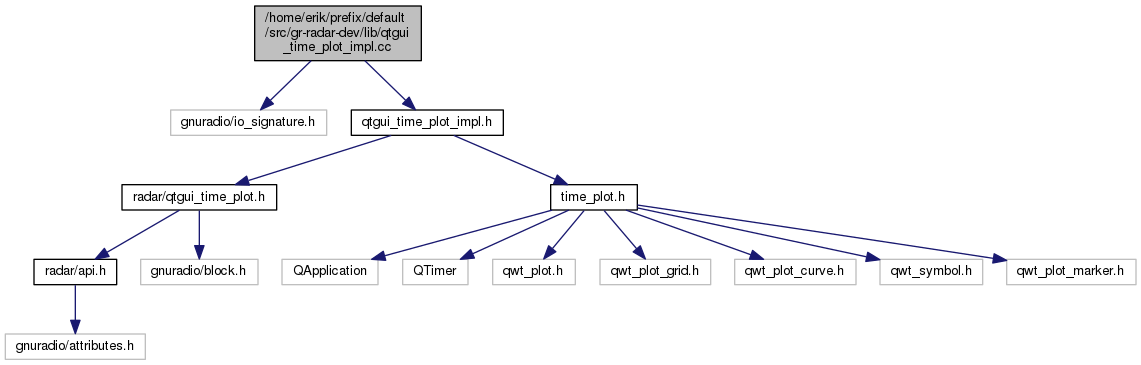 /home/erik/prefix/default
/src/gr-radar-dev/lib/qtgui
_time_plot_impl.cc
gnuradio/io_signature.h
qtgui_time_plot_impl.h
radar/qtgui_time_plot.h
time_plot.h
radar/api.h
gnuradio/block.h
QApplication
QTimer
qwt_plot.h
qwt_plot_grid.h
qwt_plot_curve.h
qwt_symbol.h
qwt_plot_marker.h
gnuradio/attributes.h